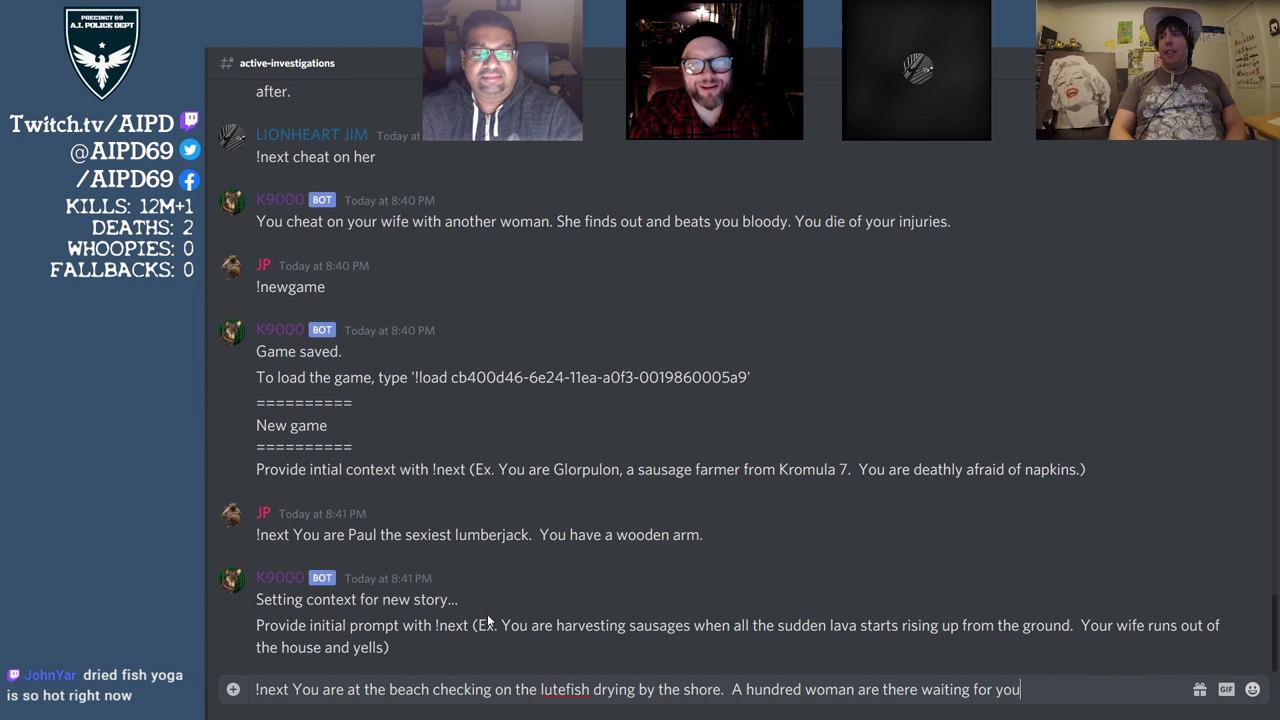 PRECINCT 69
A.I. POLICE DEPT
Twitch.tv/AIPD
@AIPD69
/AIPD69
KILLS: 12M+1
DEATHS: 2
WHOOPIES: 0
FALLBACKS: 0
JohnYar dried fish yoga
is so hot right now
active-investigations
after.
LIONHEART JIM Today at
!next cheat on her
K9000 BOT Today at 8:40 PM
You cheat on your wife with another woman. She finds out and beats you bloody. You die of your injuries.
JP Today at 8:40 PM
!newgame
K9000 BOT Today at 8:40 PM
Game saved.
To load the game, type '!load cb400d46-6e24-11ea-a0f3-0019860005a9'
==========
New game
==========
Provide intial context with !next (Ex. You are Glorpulon, a sausage farmer from Kromula 7. You are deathly afraid of napkins.)
JP Today at 8:41 PM
!next You are Paul the sexiest lumberjack. You have a wooden arm.
K9000 BOT Today at 8:41 PM
Setting context for new story...
Provide initial prompt with !next (Ex. You are harvesting sausages when all the sudden lava starts rising up from the ground. Your wife runs out of
the house and yells)
!next You are at the beach checking on the lutefish drying by the shore. A hundred woman are there waiting for you
GIF